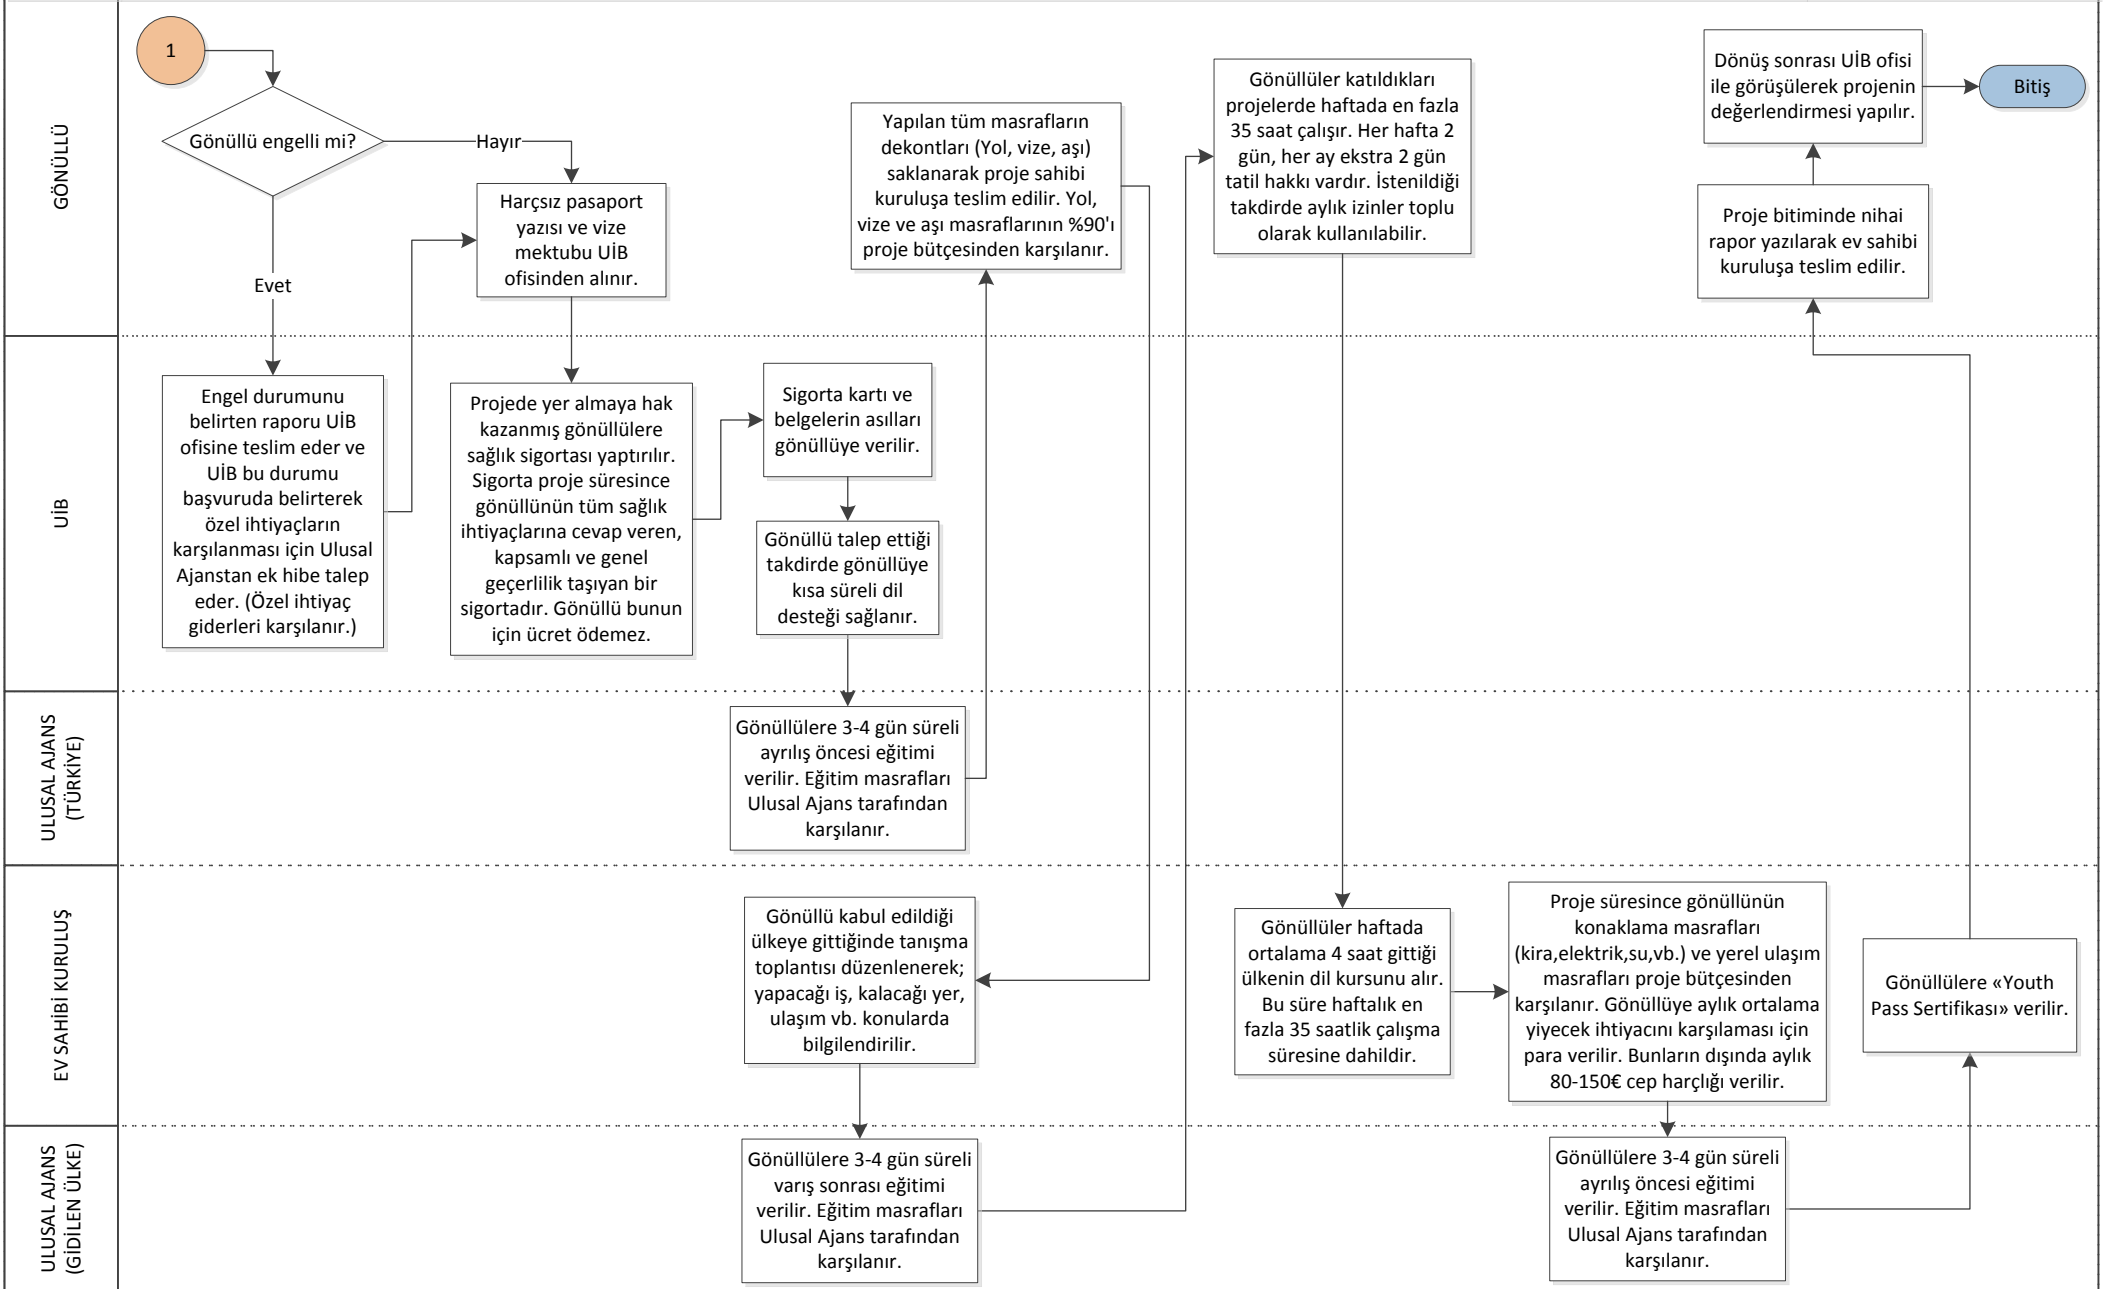 GÖNÜLLÜ
1
Gönüllü engelli mi?
Hayır
Evet
Harçsız pasaport
yazısı ve vize
mektubu UİB
ofisinden alınır.
Yapılan tüm masrafların
dekontları (Yol, vize, aşı)
saklanarak proje sahibi
kuruluşa teslim edilir. Yol,
vize ve aşı masraflarının %90'ı
proje bütçesinden karşılanır.
Gönüllüler katıldıkları
projelerde haftada en fazla
35 saat çalışır. Her hafta 2
gün, her ay ekstra 2 gün
tatil hakkı vardır. İstenildiği
takdirde aylık izinler toplu
olarak kullanılabilir.
Dönüş sonrası UİB ofisi
ile görüşülerek projenin
değerlendirmesi yapılır.
Bitiş
Proje bitiminde nihai
rapor yazılarak ev sahibi
kuruluşa teslim edilir.
UİB
Engel durumunu
belirten raporu UİB
ofisine teslim eder ve
UİB bu durumu
başvuruda belirterek
özel ihtiyaçların
karşılanması için Ulusal
Ajanstan ek hibe talep
eder. (Özel ihtiyaç
giderleri karşılanır.)
Projede yer almaya hak
kazanmış gönüllülere
sağlık sigortası yaptırılır.
Sigorta proje süresince
gönüllünün tüm sağlık
ihtiyaçlarına cevap veren,
kapsamlı ve genel
geçerlilik taşıyan bir
sigortadır. Gönüllü bunun
için ücret ödemez.
Sigorta kartı ve
belgelerin asılları
gönüllüye verilir.
Gönüllü talep ettiği
takdirde gönüllüye
kısa süreli dil
desteği sağlanır.
ULUSAL AJANS
(TÜRKİYE)
Gönüllülere 3-4 gün süreli
ayrılış öncesi eğitimi
verilir. Eğitim masrafları
Ulusal Ajans tarafından
karşılanır.
EV SAHİBİ KURULUŞ
Gönüllü kabul edildiği
ülkeye gittiğinde tanışma
toplantısı düzenlenerek;
yapacağı iş, kalacağı yer,
ulaşım vb. konularda
bilgilendirilir.
Gönüllüler haftada
ortalama 4 saat gittiği
ülkenin dil kursunu alır.
Bu süre haftalık en
fazla 35 saatlik çalışma
süresine dahildir.
Proje süresince gönüllünün
konaklama masrafları
(kira,elektrik,su,vb.) ve yerel ulaşım
masrafları proje bütçesinden
karşılanır. Gönüllüye aylık ortalama
yiyecek ihtiyacını karşılaması için
para verilir. Bunların dışında aylık
80-150€ cep harçlığı verilir.
Gönüllülere «Youth
Pass Sertifikası» verilir.
ULUSAL AJANS
(GİDİLEN ÜLKE)
Gönüllülere 3-4 gün süreli
varış sonrası eğitimi
verilir. Eğitim masrafları
Ulusal Ajans tarafından
karşılanır.
Gönüllülere 3-4 gün süreli
ayrılış öncesi eğitimi
verilir. Eğitim masrafları
Ulusal Ajans tarafından
karşılanır.